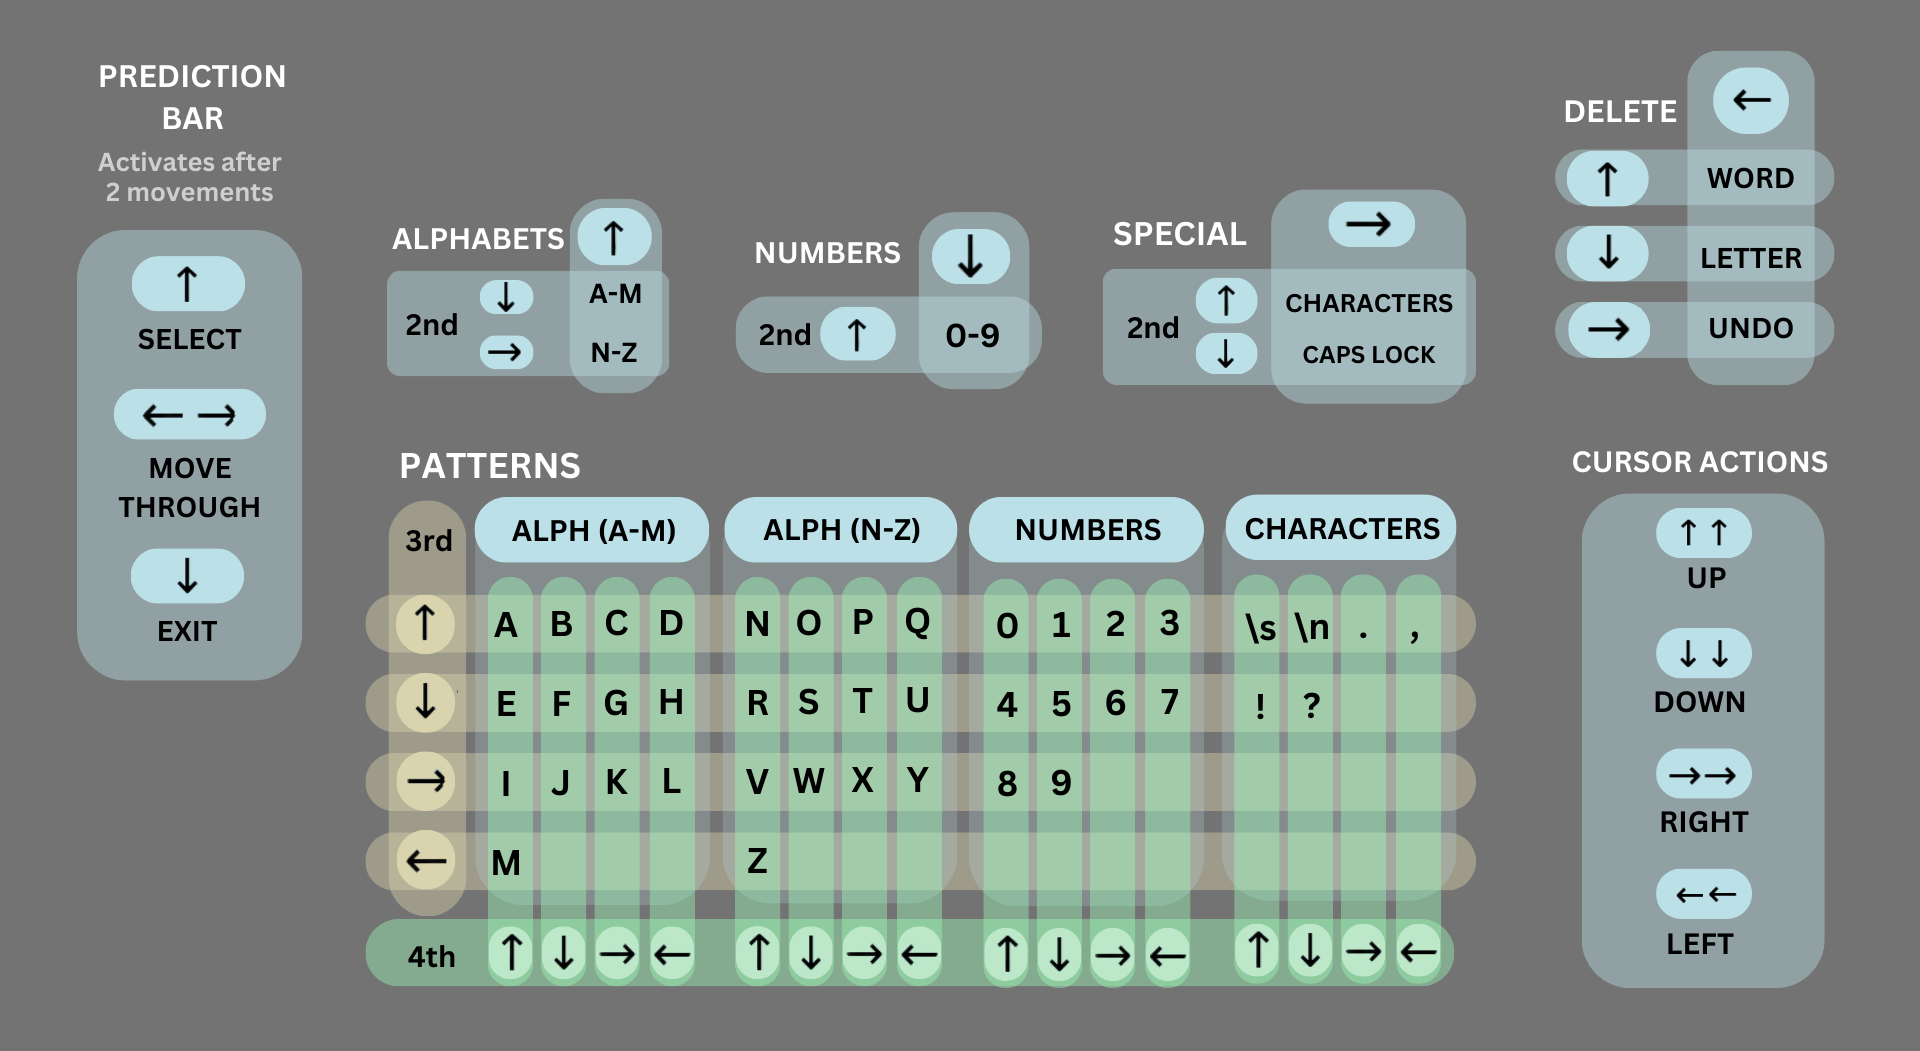 PREDICTION
BAR
Activates after
2 movements
↑
SELECT
← →
MOVE
THROUGH
↓
EXIT
ALPHABETS ↑
2nd ↓ A-M
→ N-Z
NUMBERS ↓
2nd ↑ 0-9
SPECIAL →
2nd ↑ CHARACTERS
↓ CAPS LOCK
DELETE ←
↑ WORD
↓ LETTER
→ UNDO
PATTERNS
3rd ALPH (A-M) ALPH (N-Z) NUMBERS CHARACTERS
↑ A B C D N O P Q 0 1 2 3 \s \n . ,
↓ E F G H R S T U 4 5 6 7 ! ?
→ I J K L V W X Y 8 9
← M Z
4th ↑ ↓ → ← ↑ ↓ → ← ↑ ↓ → ← ↑ ↓ → ←
CURSOR ACTIONS
↑ ↑
UP
↓ ↓
DOWN
→ →
RIGHT
← ←
LEFT